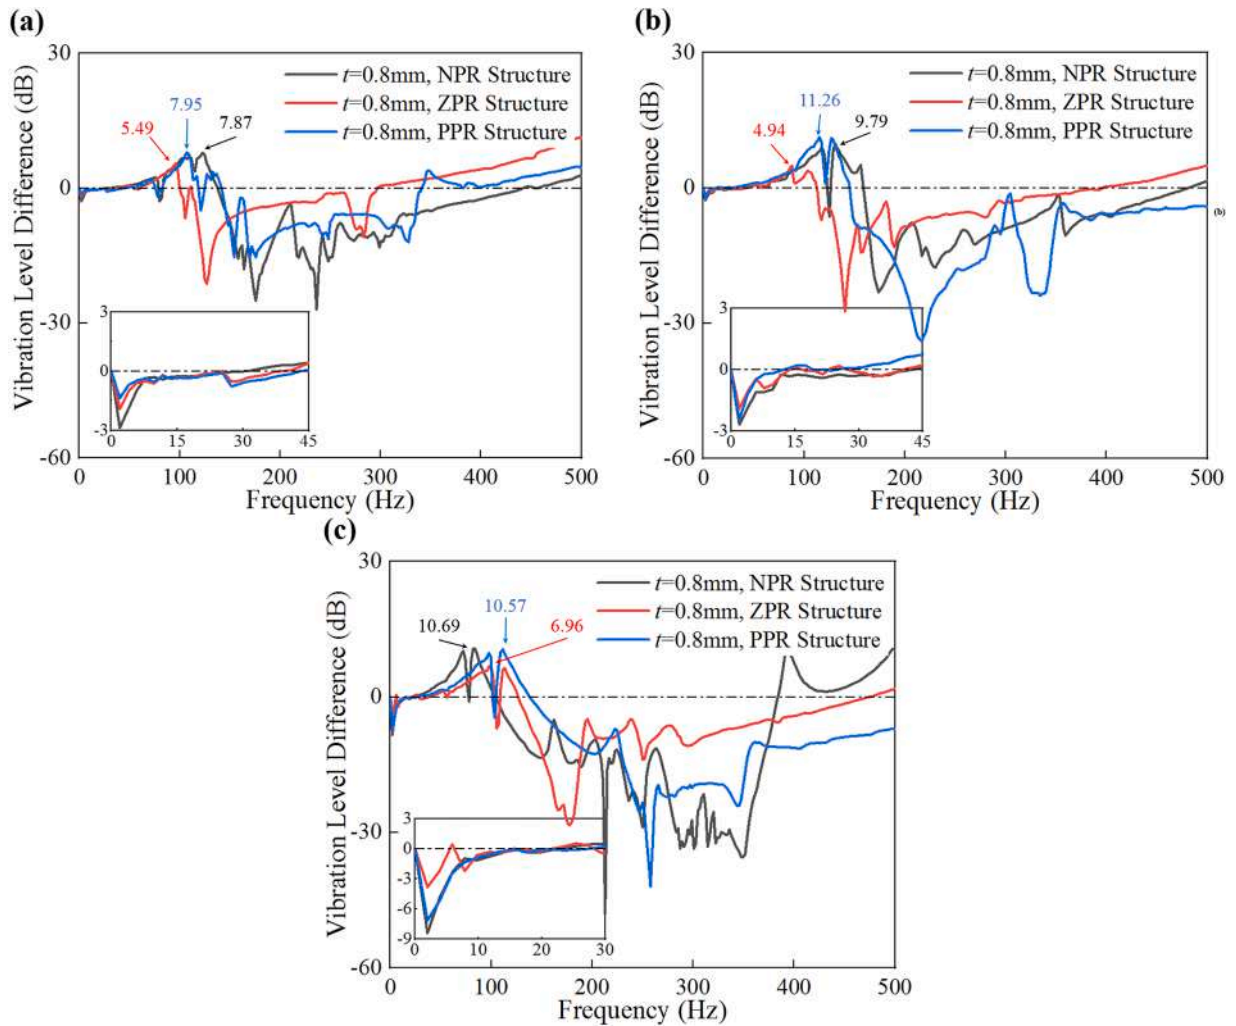 (a)
30
t=0.8mm, NPR Structure
t=0.8mm, ZPR Structure
t=0.8mm, PPR Structure
7.95
5.49
7.87
0
-30
-60
3
0
-3
0 15 30 45
0 100 200 300 400 500
Vibration Level Difference (dB)
Frequency (Hz)
(b)
30
t=0.8mm, NPR Structure
t=0.8mm, ZPR Structure
t=0.8mm, PPR Structure
11.26
4.94
9.79
0
-30
-60
3
0
-3
0 15 30 45
0 100 200 300 400 500
Vibration Level Difference (dB)
Frequency (Hz)
(b)
(c)
30
t=0.8mm, NPR Structure
t=0.8mm, ZPR Structure
t=0.8mm, PPR Structure
10.57
10.69
6.96
0
-30
-60
3
0
-3
-6
-9
0 10 20 30
0 100 200 300 400 500
Vibration Level Difference (dB)
Frequency (Hz)